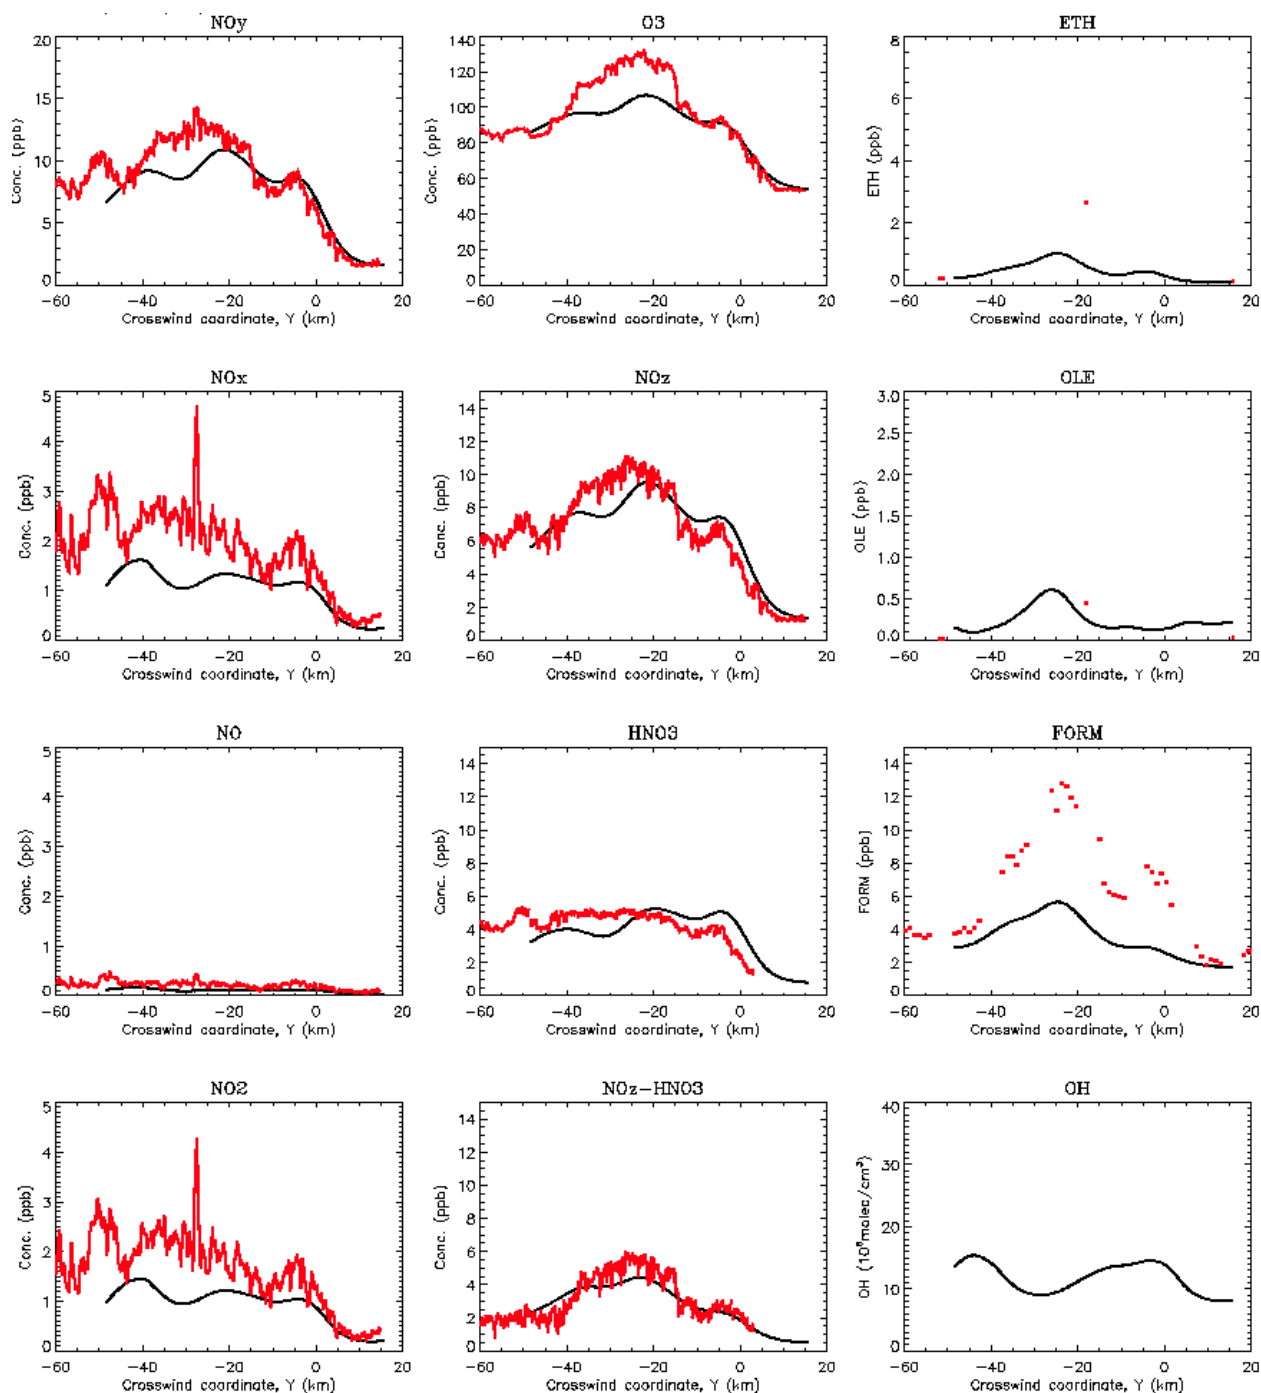 NOy
20
15
10
5
0
Conc. (ppb)
-60 -40 -20 0 20
Crosswind coordinate, Y (km)
O3
140
120
100
80
60
40
20
0
Conc. (ppb)
-60 -40 -20 0 20
Crosswind coordinate, Y (km)
ETH
8
6
4
2
0
ETH (ppb)
-60 -40 -20 0 20
Crosswind coordinate, Y (km)
NOx
5
4
3
2
1
0
Conc. (ppb)
-60 -40 -20 0 20
Crosswind coordinate, Y (km)
NOz
14
12
10
8
6
4
2
0
Conc. (ppb)
-60 -40 -20 0 20
Crosswind coordinate, Y (km)
OLE
3.0
2.5
2.0
1.5
1.0
0.5
0.0
OLE (ppb)
-60 -40 -20 0 20
Crosswind coordinate, Y (km)
NO
5
4
3
2
1
0
Conc. (ppb)
-60 -40 -20 0 20
Crosswind coordinate, Y (km)
HNO3
14
12
10
8
6
4
2
0
Conc. (ppb)
-60 -40 -20 0 20
Crosswind coordinate, Y (km)
FORM
14
12
10
8
6
4
2
0
FORM (ppb)
-60 -40 -20 0 20
Crosswind coordinate, Y (km)
NO2
5
4
3
2
1
0
Conc. (ppb)
-60 -40 -20 0 20
Crosswind coordinate, Y (km)
NOz-HNO3
14
12
10
8
6
4
2
0
Conc. (ppb)
-60 -40 -20 0 20
Crosswind coordinate, Y (km)
OH
40
30
20
10
0
-60 -40 -20 0 20
Crosswind coordinate, Y (km)